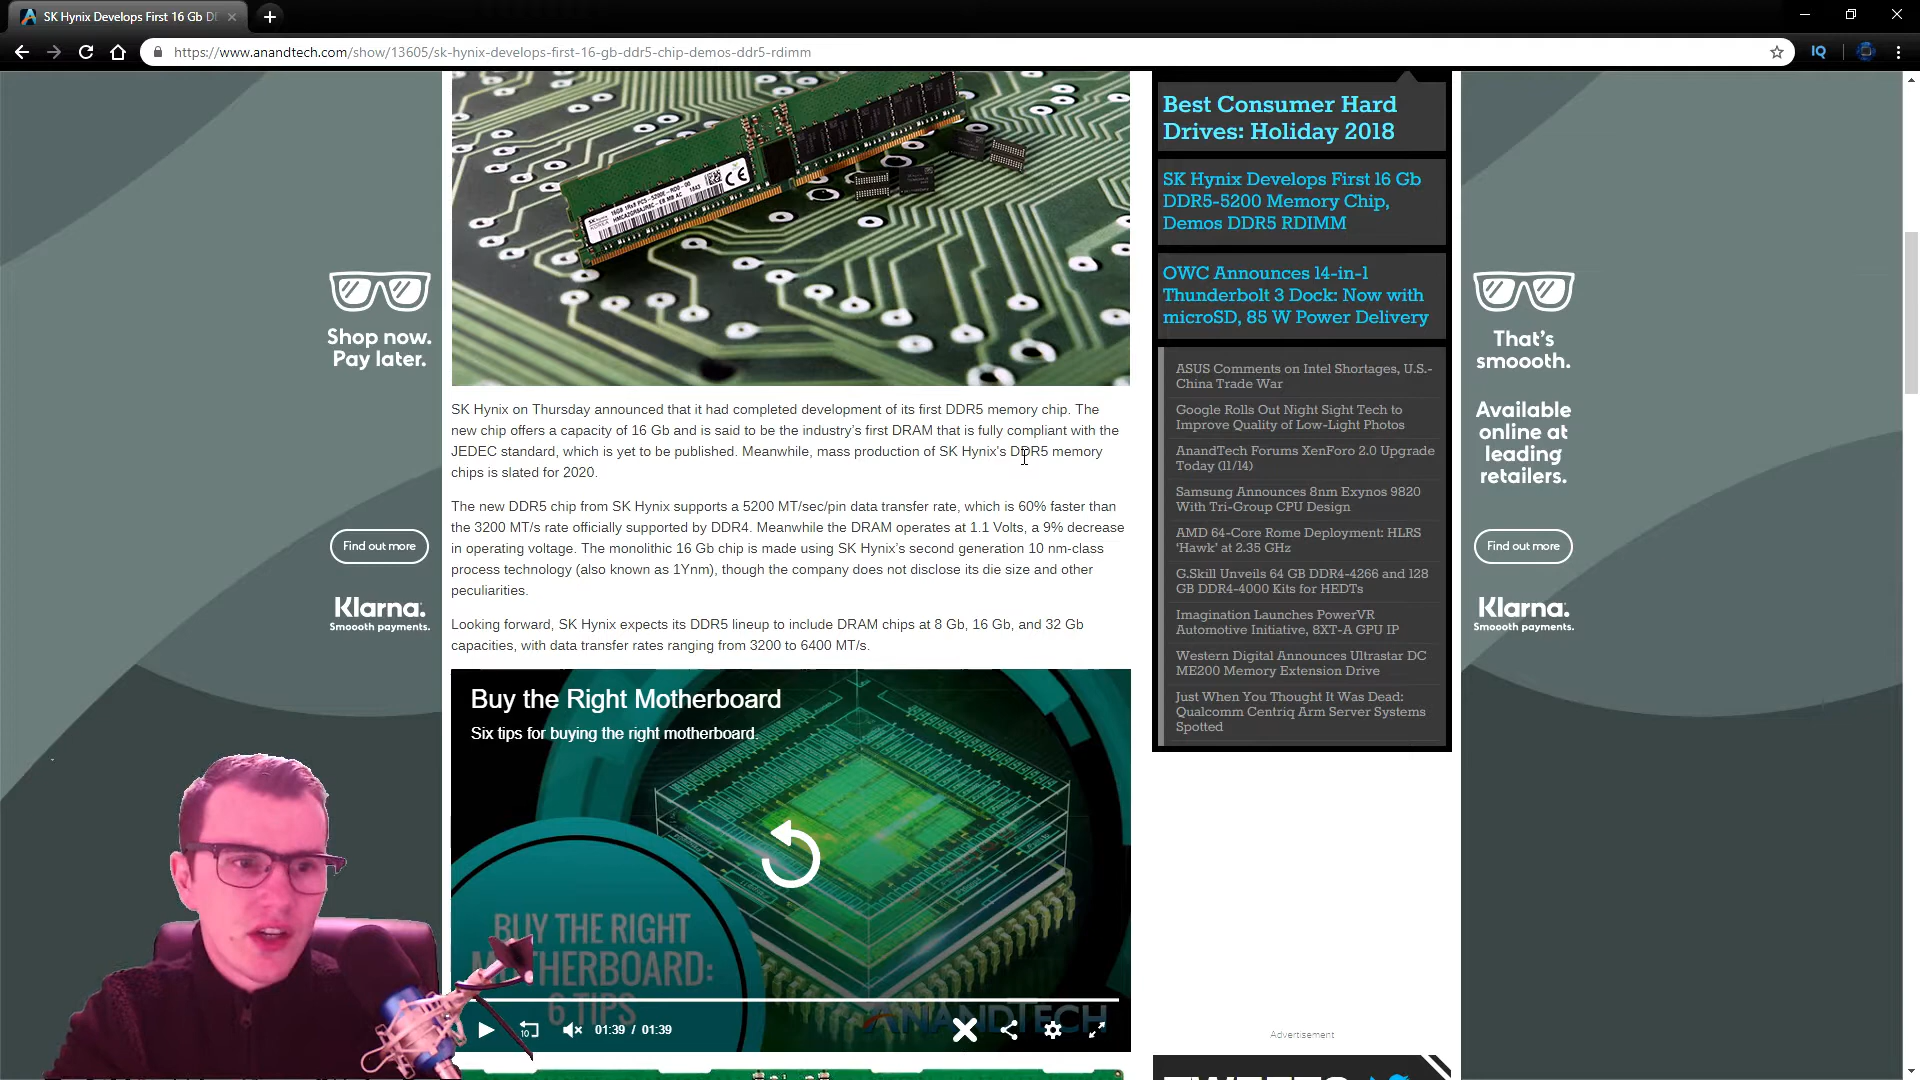 SK Hynix Develops First 16 Gb DI
https://www.anandtech.com/show/13605/sk-hynix-develops-first-16-gb-ddr5-chip-demos-ddr5-rdimm
IQ
Shop now.
Pay later.
Find out more
Klarna.
Smoooth payments.
SK Hynix on Thursday announced that it had completed development of its first DDR5 memory chip. The
new chip offers a capacity of 16 Gb and is said to be the industry's first DRAM that is fully compliant with the
JEDEC standard, which is yet to be published. Meanwhile, mass production of SK Hynix's DDR5 memory
chips is slated for 2020.
The new DDR5 chip from SK Hynix supports a 5200 MT/sec/pin data transfer rate, which is 60% faster than
the 3200 MT/s rate officially supported by DDR4. Meanwhile the DRAM operates at 1.1 Volts, a 9% decrease
in operating voltage. The monolithic 16 Gb chip is made using SK Hynix's second generation 10 nm-class
process technology (also known as 1Ynm), though the company does not disclose its die size and other
peculiarities.
Looking forward, SK Hynix expects its DDR5 lineup to include DRAM chips at 8 Gb, 16 Gb, and 32 Gb
capacities, with data transfer rates ranging from 3200 to 6400 MT/s.
Buy the Right Motherboard
Six tips for buying the right motherboard.
BUY THE RIGHT
MOTHERBOARD:
6 TIPS
ANANDTECH
10
01:39 / 01:39
Best Consumer Hard
Drives: Holiday 2018
SK Hynix Develops First 16 Gb
DDR5-5200 Memory Chip,
Demos DDR5 RDIMM
OWC Announces 14-in-1
Thunderbolt 3 Dock: Now with
microSD, 85 W Power Delivery
ASUS Comments on Intel Shortages, U.S.-
China Trade War
Google Rolls Out Night Sight Tech to
Improve Quality of Low-Light Photos
AnandTech Forums XenForo 2.0 Upgrade
Today (11/14)
Samsung Announces 8nm Exynos 9820
With Tri-Group CPU Design
AMD 64-Core Rome Deployment: HLRS
'Hawk' at 2.35 GHz
G.Skill Unveils 64 GB DDR4-4266 and 128
GB DDR4-4000 Kits for HEDTs
Imagination Launches PowerVR
Automotive Initiative, 8XT-A GPU IP
Western Digital Announces Ultrastar DC
ME200 Memory Extension Drive
Just When You Thought It Was Dead:
Qualcomm Centriq Arm Server Systems
Spotted
Advertisement
That's
smoooth.
Available
online at
leading
retailers.
Find out more
Klarna.
Smoooth payments.